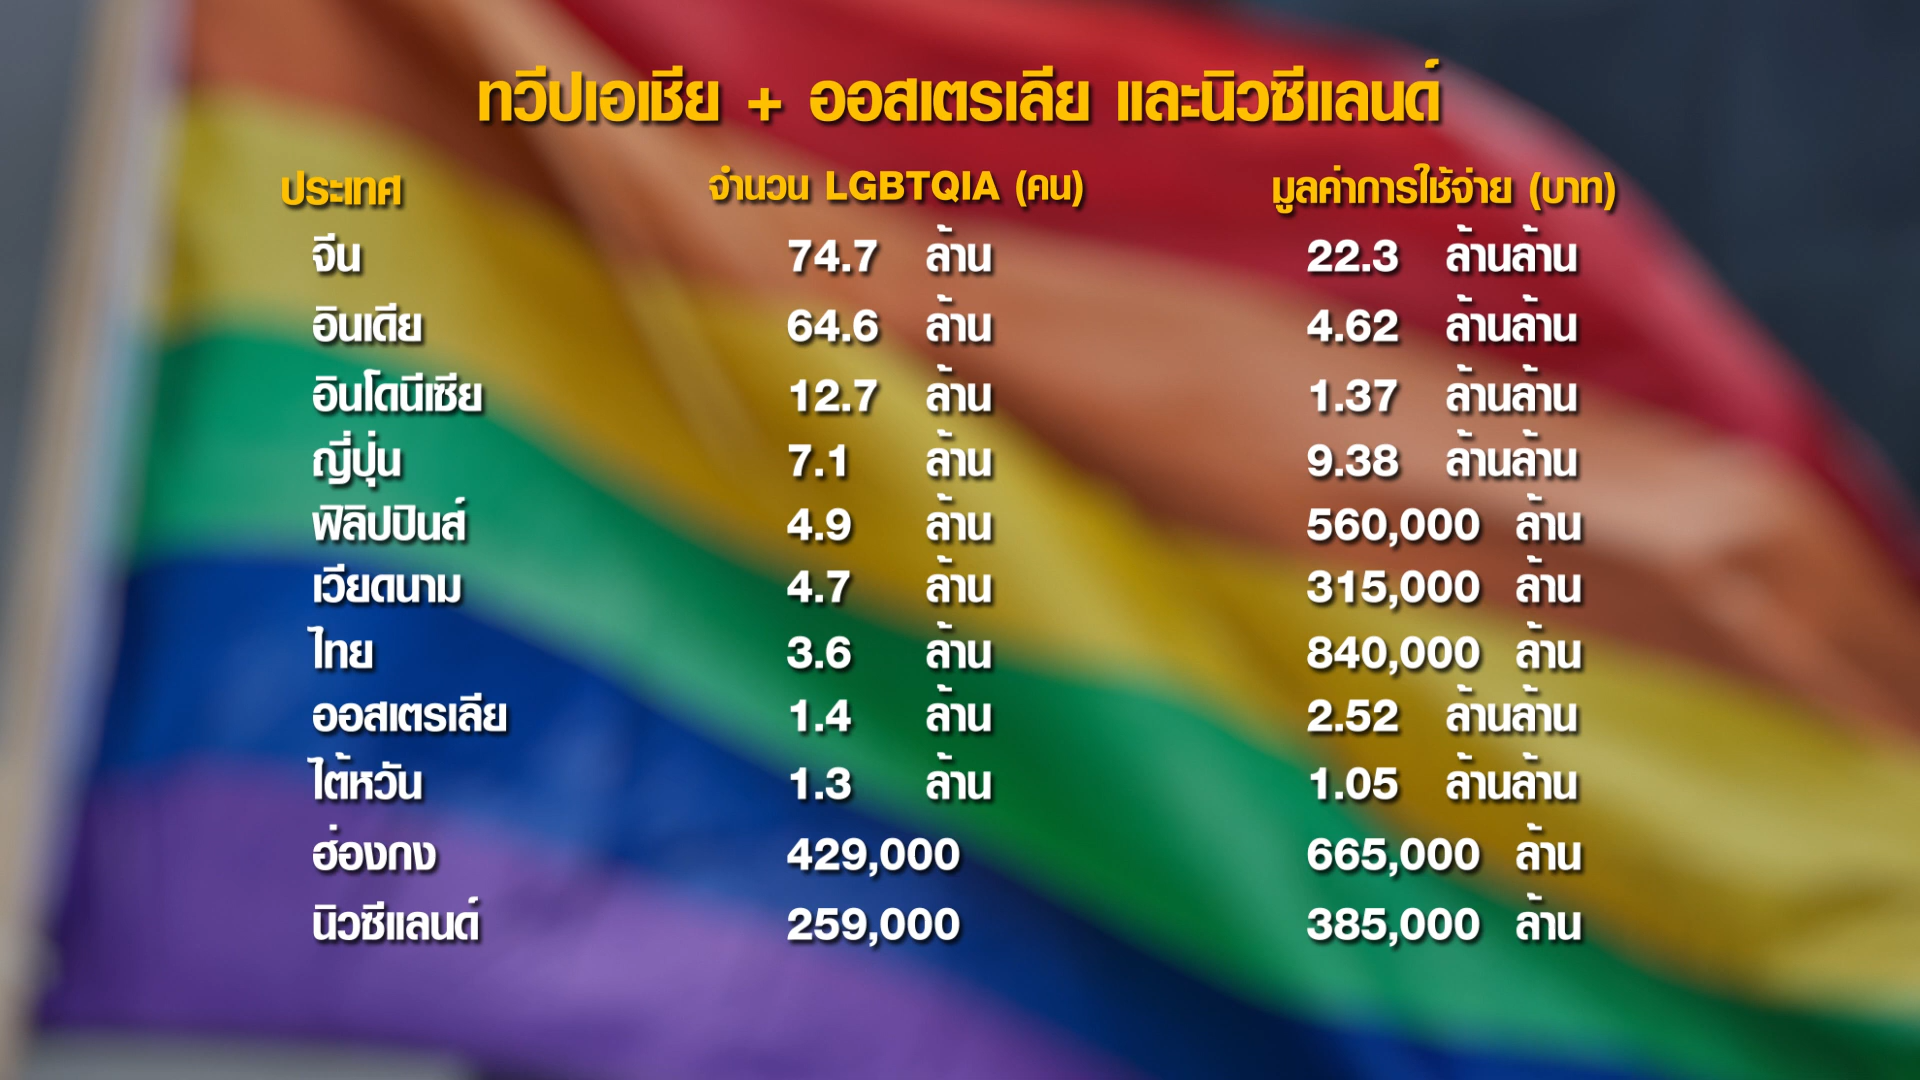 ทวีปเอเชีย + ออสเตรเลีย และนิวซีแลนด์
ประเทศ จำนวน LGBTQIA (คน) มูลค่าการใช้จ่าย (บาท)
จีน 74.7 ล้าน 22.3 ล้านล้าน
อินเดีย 64.6 ล้าน 4.62 ล้านล้าน
อินโดนีเซีย 12.7 ล้าน 1.37 ล้านล้าน
ญี่ปุ่น 7.1 ล้าน 9.38 ล้านล้าน
ฟิลิปปินส์ 4.9 ล้าน 560,000 ล้าน
เวียดนาม 4.7 ล้าน 315,000 ล้าน
ไทย 3.6 ล้าน 840,000 ล้าน
ออสเตรเลีย 1.4 ล้าน 2.52 ล้านล้าน
ไต้หวัน 1.3 ล้าน 1.05 ล้านล้าน
ฮ่องกง 429,000 665,000 ล้าน
นิวซีแลนด์ 259,000 385,000 ล้าน